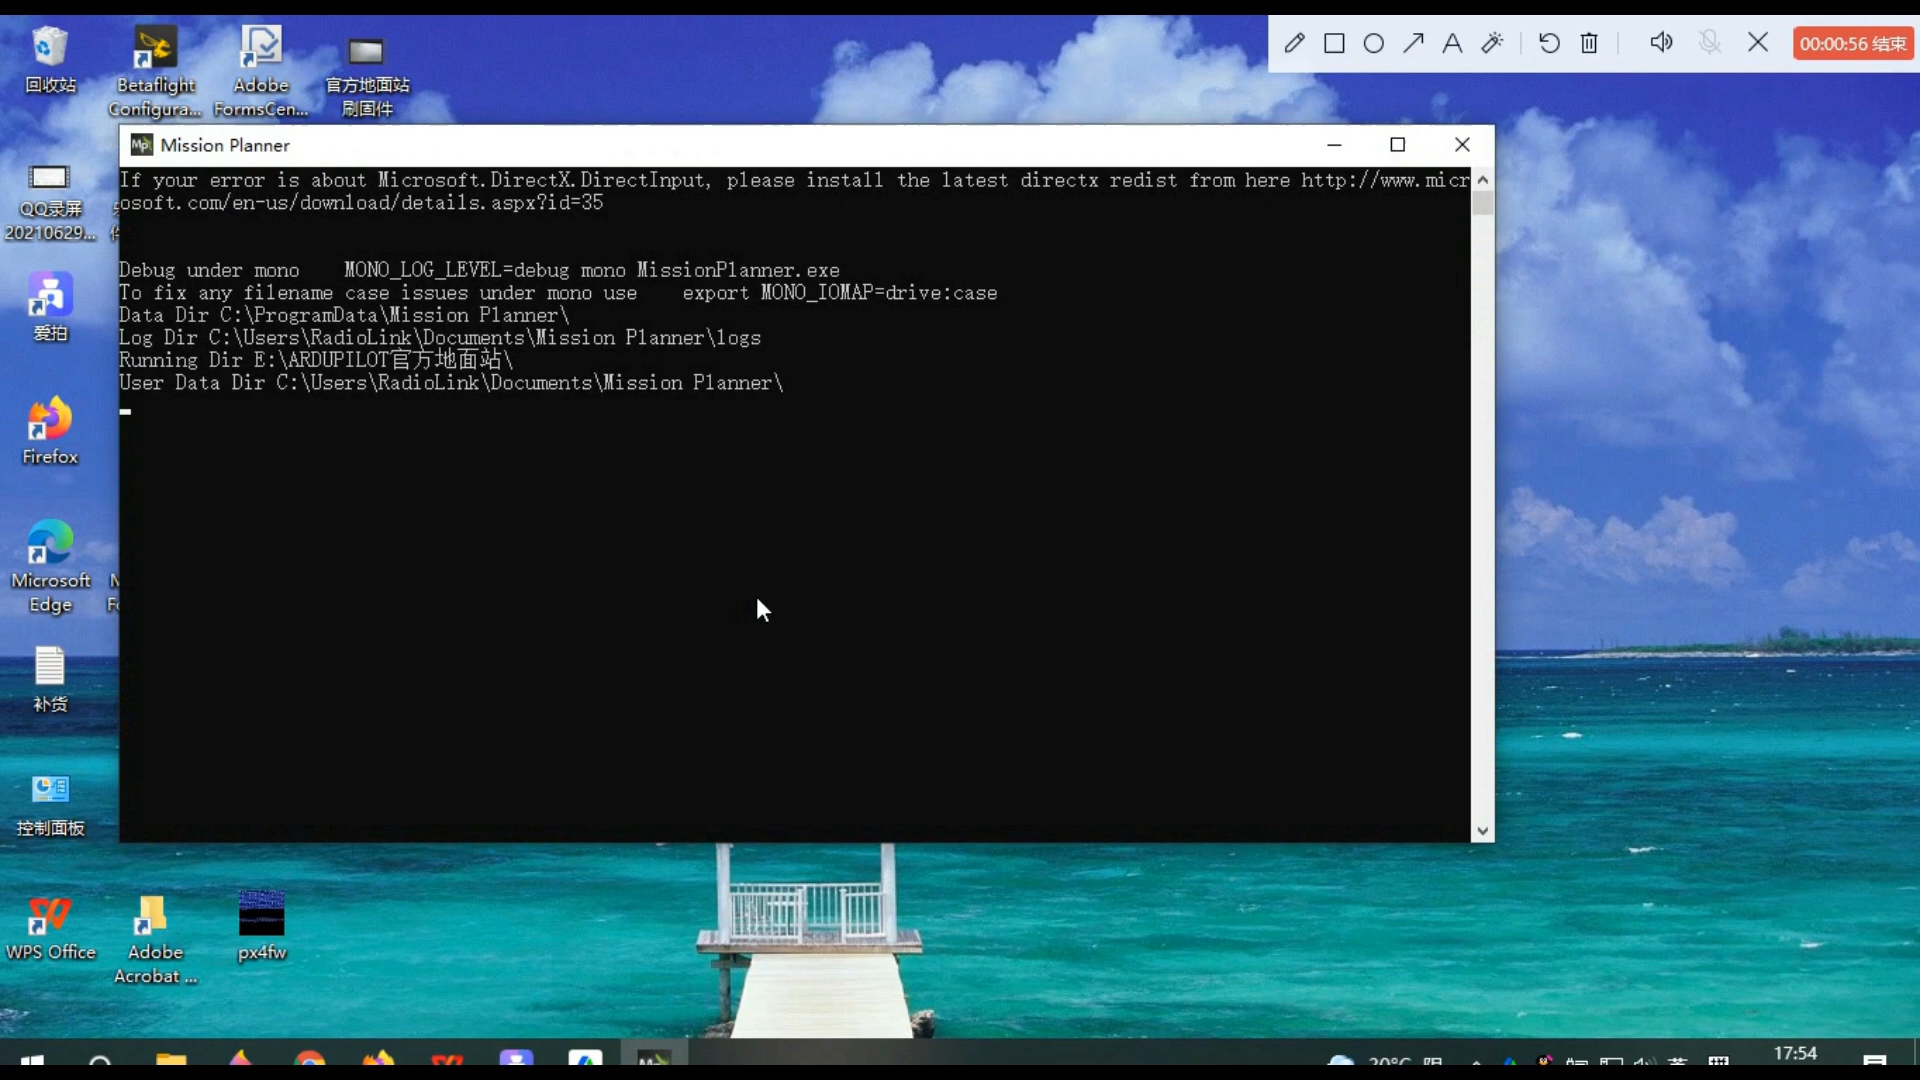 回收站
Betaflight
Configura...
Adobe
FormsCen...
官方地面站
刷固件
00:00:56 结束
Mission Planner
If your error is about Microsoft.DirectX.DirectInput, please install the latest directx redist from here http://www.micr
osoft.com/en-us/download/details.aspx?id=35
Debug under mono    MONO_LOG_LEVEL=debug mono MissionPlanner.exe
To fix any filename case issues under mono use    export MONO_IOMAP=drive:case
Data Dir C:\ProgramData\Mission Planner\
Log Dir C:\Users\RadioLink\Documents\Mission Planner\logs
Running Dir E:\ARDUPILOT官方地面站\
User Data Dir C:\Users\RadioLink\Documents\Mission Planner\
QQ录屏
20210629...
爱拍
Firefox
Microsoft
Edge
补货
控制面板
WPS Office
Adobe
Acrobat ...
px4fw
17:54